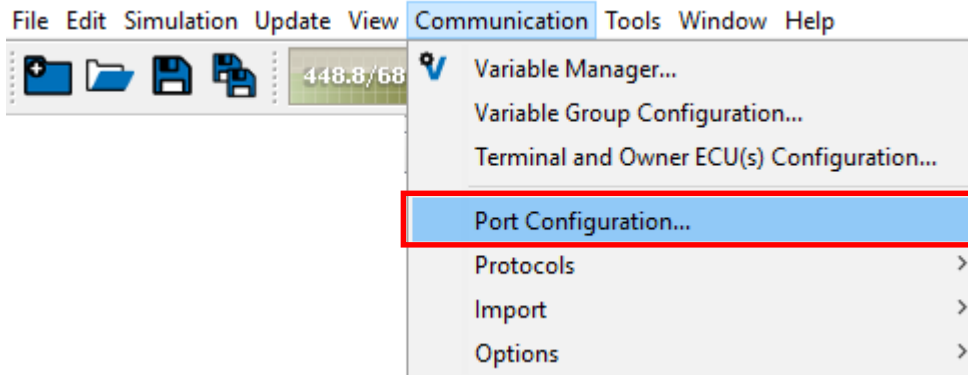 File Edit Simulation Update View Communication Tools Window Help
448.8/68
Variable Manager...
Variable Group Configuration...
Terminal and Owner ECU(s) Configuration...
Port Configuration...
Protocols
Import
Options